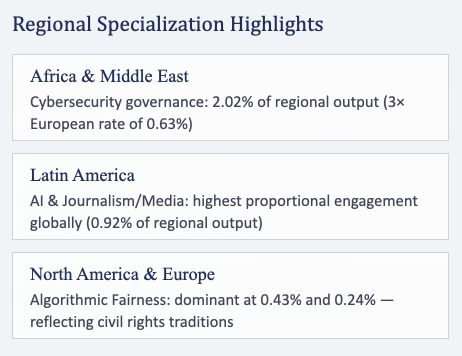 Regional Specialization Highlights
Africa & Middle East
Cybersecurity governance: 2.02% of regional output (3×
European rate of 0.63%)
Latin America
AI & Journalism/Media: highest proportional engagement
globally (0.92% of regional output)
North America & Europe
Algorithmic Fairness: dominant at 0.43% and 0.24% —
reflecting civil rights traditions